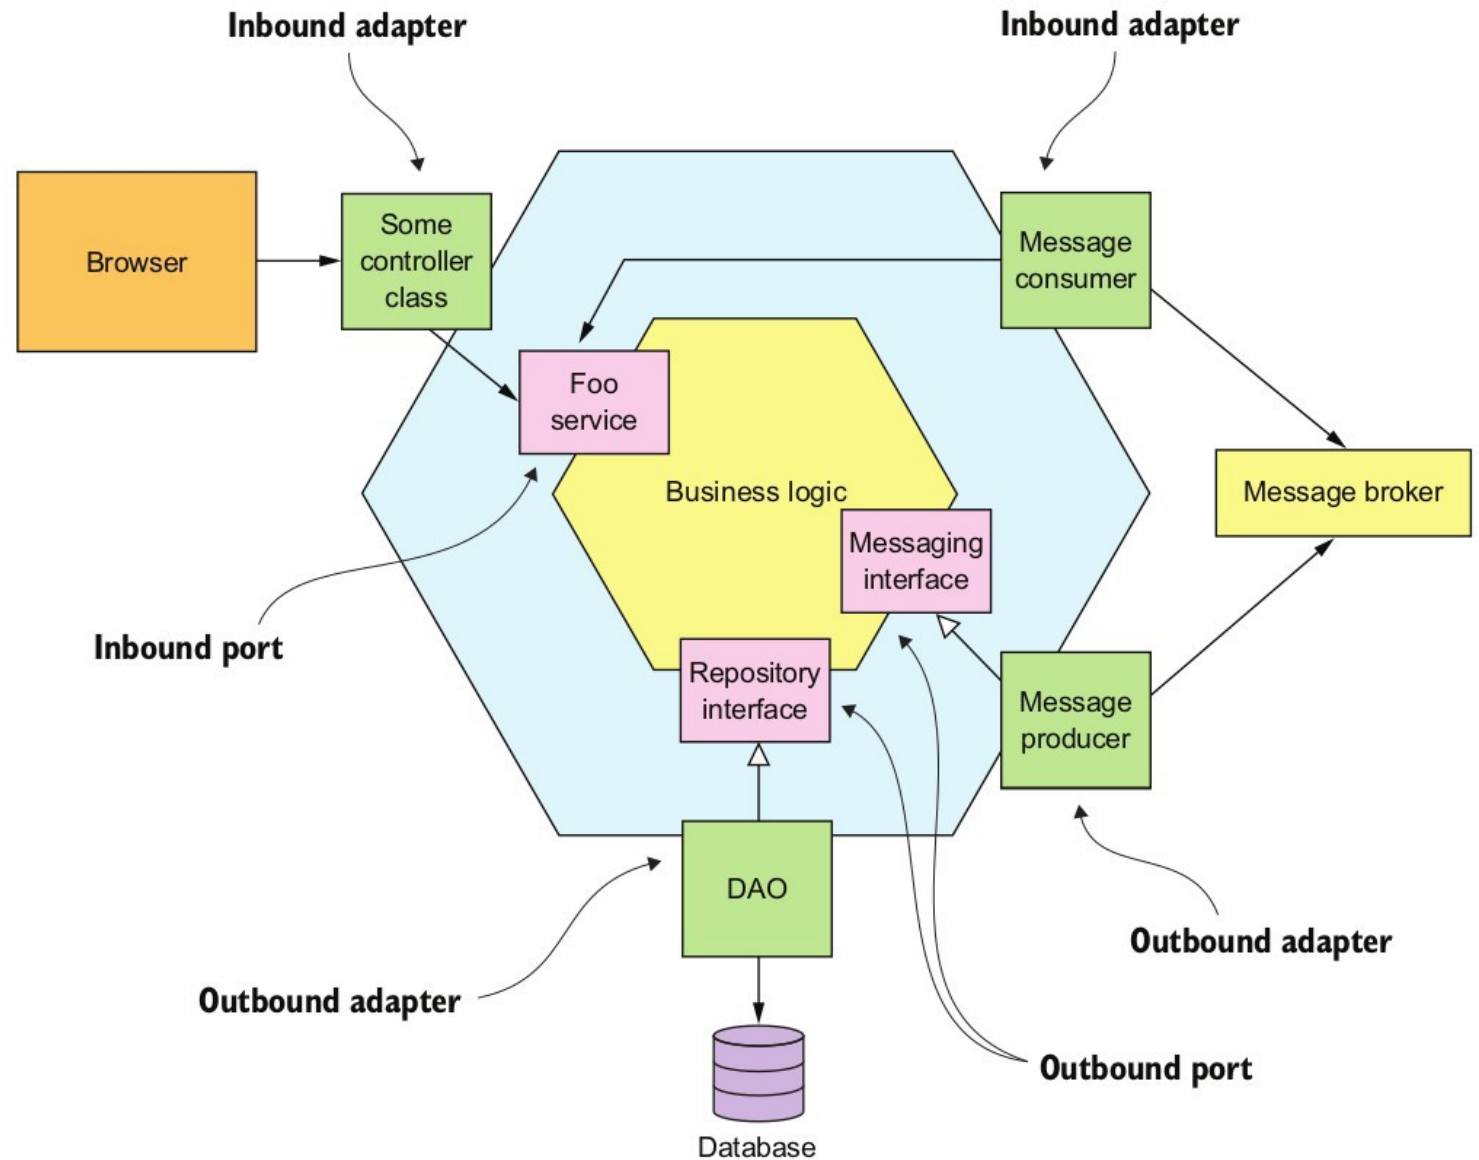 Inbound adapter
Inbound adapter
Browser
Some
controller
class
Message
consumer
Foo
service
Business logic
Message broker
Messaging
interface
Inbound port
Repository
interface
Message
producer
DAO
Outbound adapter
Outbound adapter
Outbound port
Database